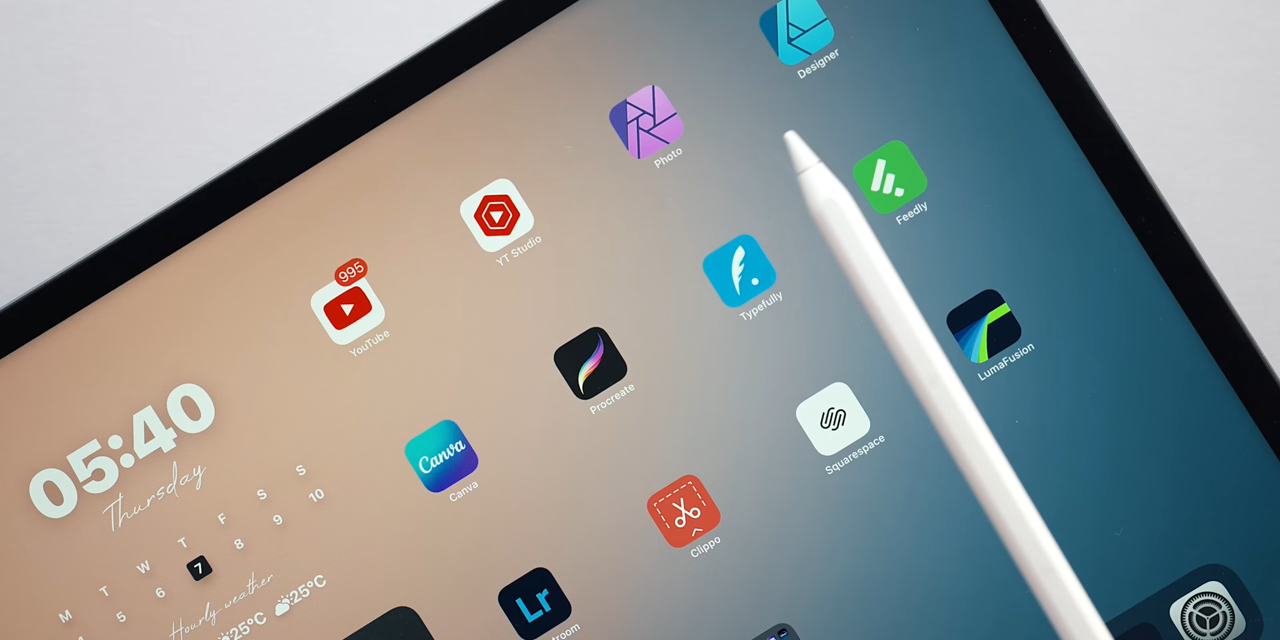 Designer
Photo
Feedly
YT Studio
995
YouTube
Typefully
LumaFusion
Procreate
Squarespace
Canva
Canva
Clippo
Lr
05:40
Thursday
M T W T F S S
5 6 7 8 9 10
Hourly weather
25°C 25°C